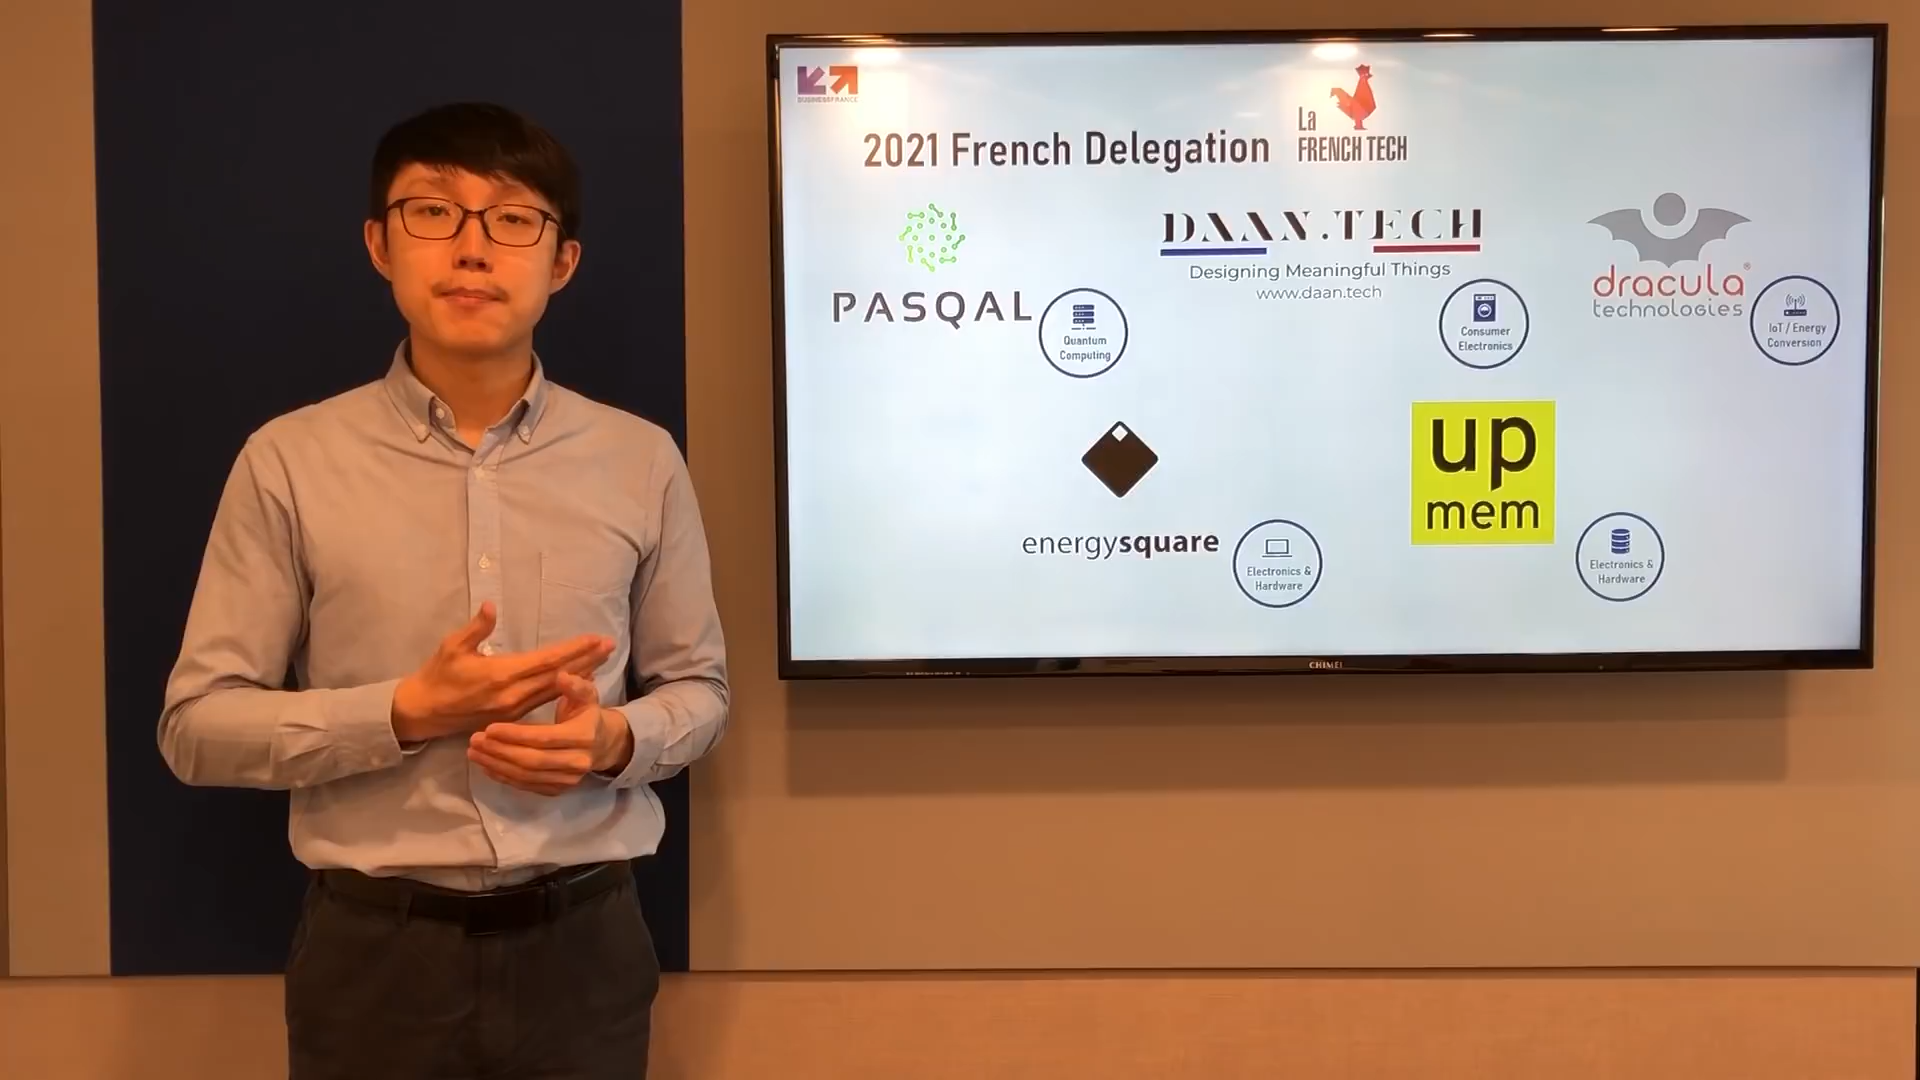 BUSINESSFRANCE
2021 French Delegation
La
FRENCH TECH
PASQAL
Quantum
Computing
DAAN.TECH
Designing Meaningful Things
www.daan.tech
Consumer
Electronics
dracula®
technologies
IoT / Energy
Conversion
energysquare
Electronics &
Hardware
up
mem
Electronics &
Hardware
CHIMEI